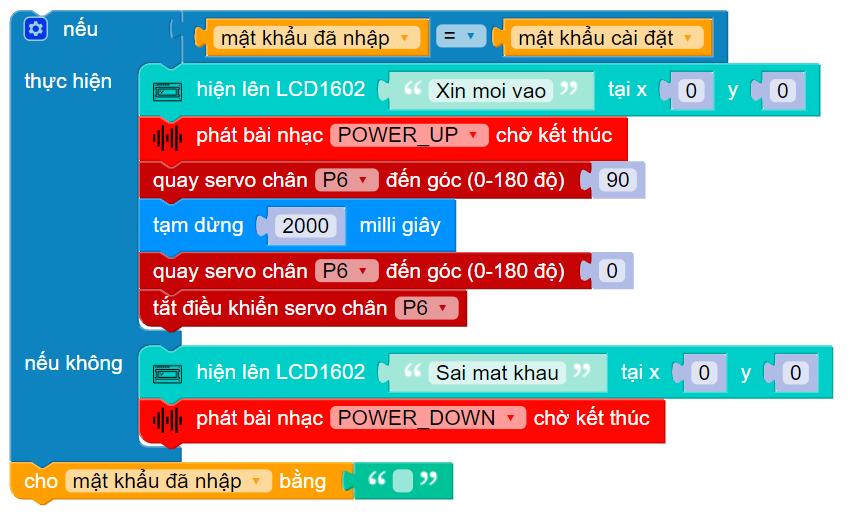 nếu mật khẩu đã nhập = mật khẩu cài đặt
thực hiện hiện lên LCD1602 “ Xin moi vao ” tại x 0 y 0
phát bài nhạc POWER_UP chờ kết thúc
quay servo chân P6 đến góc (0-180 độ) 90
tạm dừng 2000 milli giây
quay servo chân P6 đến góc (0-180 độ) 0
tắt điều khiển servo chân P6
nếu không hiện lên LCD1602 “ Sai mat khau ” tại x 0 y 0
phát bài nhạc POWER_DOWN chờ kết thúc
cho mật khẩu đã nhập bằng “ ”